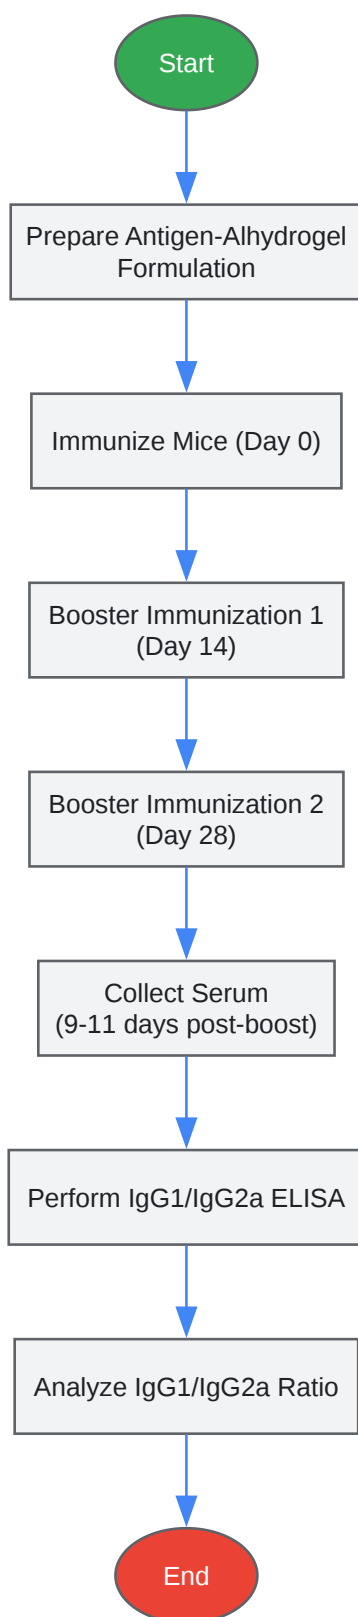 Start
Prepare Antigen-Alhydrogel
Formulation
Immunize Mice (Day 0)
Booster Immunization 1
(Day 14)
Booster Immunization 2
(Day 28)
Collect Serum
(9-11 days post-boost)
Perform IgG1/IgG2a ELISA
Analyze IgG1/IgG2a Ratio
End